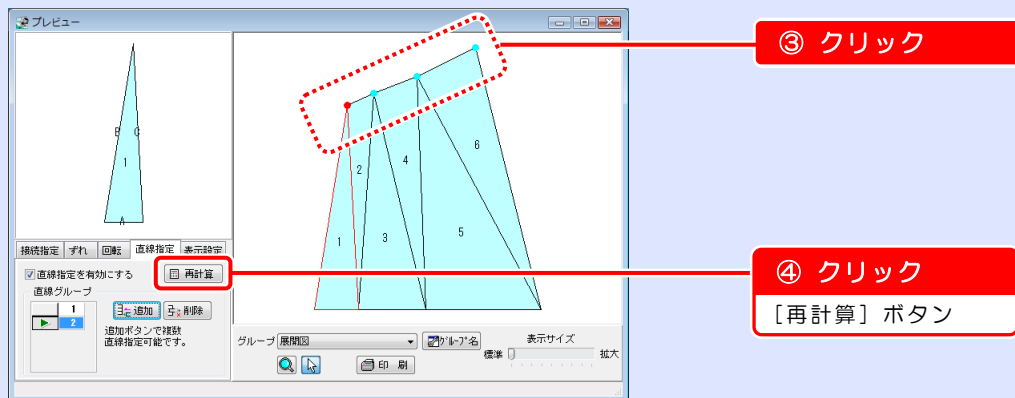 プレビュー
B C
1
A
1
2
3
4
5
6
③ クリック
接続指定 ずれ 回転 直線指定 表示設定
直線指定を有効にする 再計算
直線グループ
1
2
追加 削除
追加ボタンで複数
直線指定可能です。
グループ 展開図 グループ名 表示サイズ
標準 拡大
印 刷
④ クリック
[再計算] ボタン